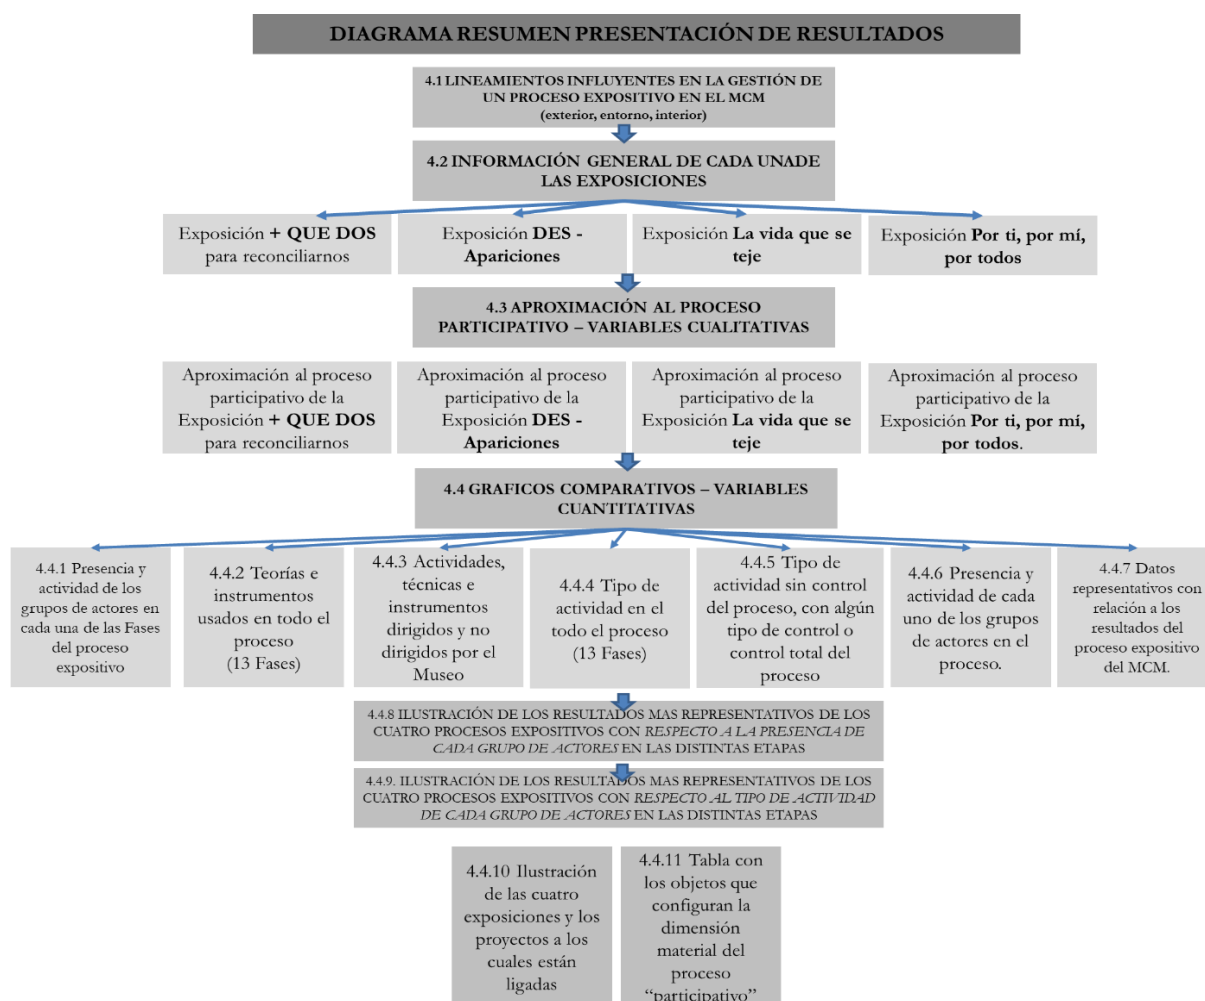 DIAGRAMA RESUMEN PRESENTACIÓN DE RESULTADOS
4.1 LINEAMIENTOS INFLUYENTES EN LA GESTIÓN DE
UN PROCESO EXPOSITIVO EN EL MCM
(exterior, entorno, interior)
4.2 INFORMACIÓN GENERAL DE CADA UNADE
LAS EXPOSICIONES
Exposición + QUE DOS
para reconciliarnos
Exposición DES -
Apariciones
Exposición La vida que se
teje
Exposición Por ti, por mí,
por todos
4.3 APROXIMACIÓN AL PROCESO
PARTICIPATIVO – VARIABLES CUALITATIVAS
Aproximación al proceso
participativo de la
Exposición + QUE DOS
para reconciliarnos
Aproximación al proceso
participativo de la
Exposición DES -
Apariciones
Aproximación al proceso
participativo de la
Exposición La vida que se
teje
Aproximación al proceso
participativo de la
Exposición Por ti, por mí,
por todos.
4.4 GRAFICOS COMPARATIVOS – VARIABLES
CUANTITATIVAS
4.4.1 Presencia y
actividad de los
grupos de actores en
cada una de las Fases
del proceso
expositivo
4.4.2 Teorías e
instrumentos
usados en todo el
proceso
(13 Fases)
4.4.3 Actividades,
técnicas e
instrumentos
dirigidos y no
dirigidos por el
Museo
4.4.4 Tipo de
actividad en el
todo el proceso
(13 Fases)
4.4.5 Tipo de
actividad sin control
del proceso, con algún
tipo de control o
control total del
proceso
4.4.6 Presencia y
actividad de cada
uno de los grupos
de actores en el
proceso.
4.4.7 Datos
representativos con
relación a los
resultados del
proceso expositivo
del MCM.
4.4.8 ILUSTRACIÓN DE LOS RESULTADOS MAS REPRESENTATIVOS DE LOS
CUATRO PROCESOS EXPOSITIVOS CON RESPECTO A LA PRESENCIA DE
CADA GRUPO DE ACTORES EN LAS DISTINTAS ETAPAS
4.4.9. ILUSTRACIÓN DE LOS RESULTADOS MAS REPRESENTATIVOS DE LOS
CUATRO PROCESOS EXPOSITIVOS CON RESPECTO AL TIPO DE ACTIVIDAD
DE CADA GRUPO DE ACTORES EN LAS DISTINTAS ETAPAS
4.4.10 Ilustración
de las cuatro
exposiciones y los
proyectos a los
cuales están
ligadas
4.4.11 Tabla con
los objetos que
configuran la
dimensión
material del
proceso
“participativo”